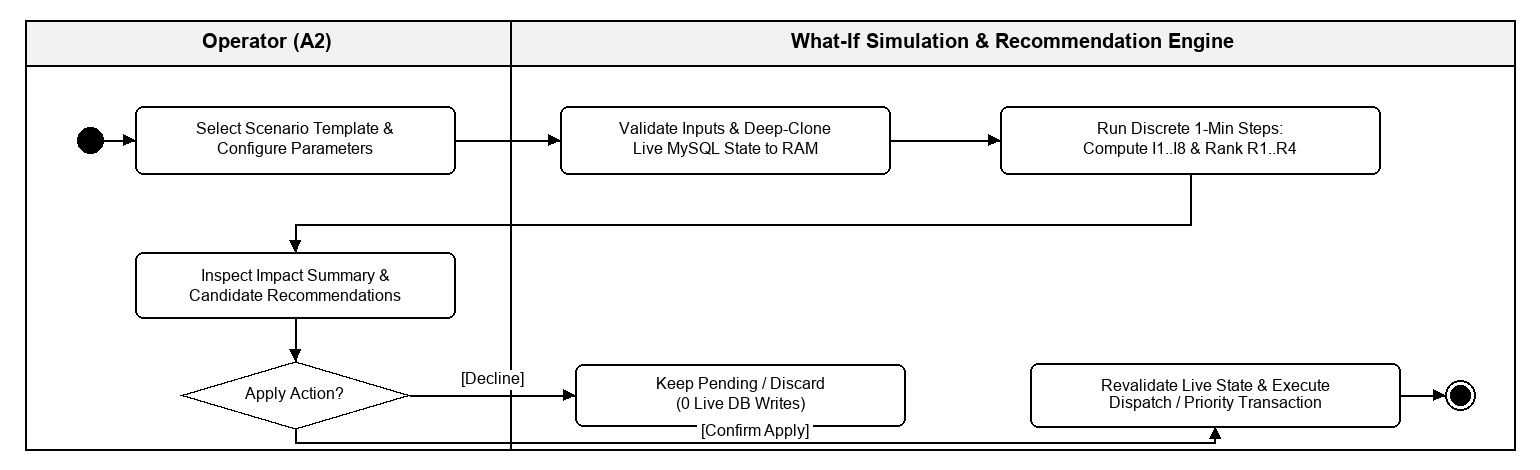 Operator (A2)
What-If Simulation & Recommendation Engine
Select Scenario Template &
Configure Parameters
Validate Inputs & Deep-Clone
Live MySQL State to RAM
Run Discrete 1-Min Steps:
Compute I1..I8 & Rank R1..R4
Inspect Impact Summary &
Candidate Recommendations
Apply Action?
[Decline]
Keep Pending / Discard
(0 Live DB Writes)
[Confirm Apply]
Revalidate Live State & Execute
Dispatch / Priority Transaction